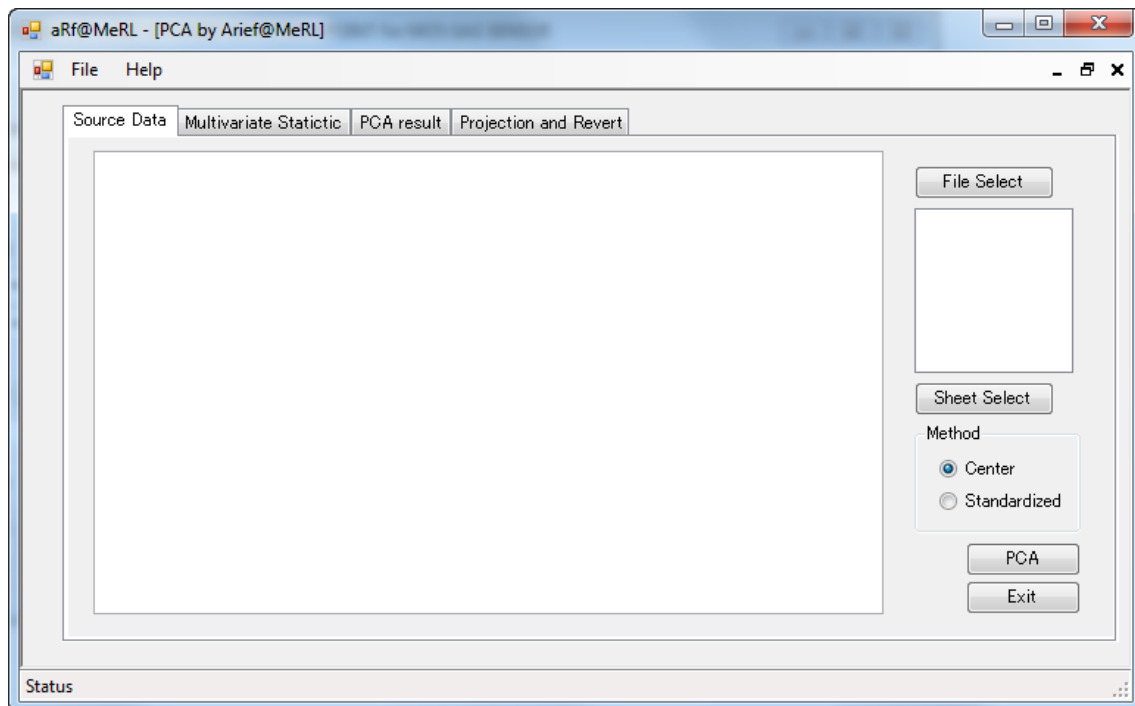 aRf@MeRL - [PCA by Arief@MeRL]
File Help
Source Data Multivariate Statictic PCA result Projection and Revert
File Select
Sheet Select
Method
Center
Standardized
PCA
Exit
Status